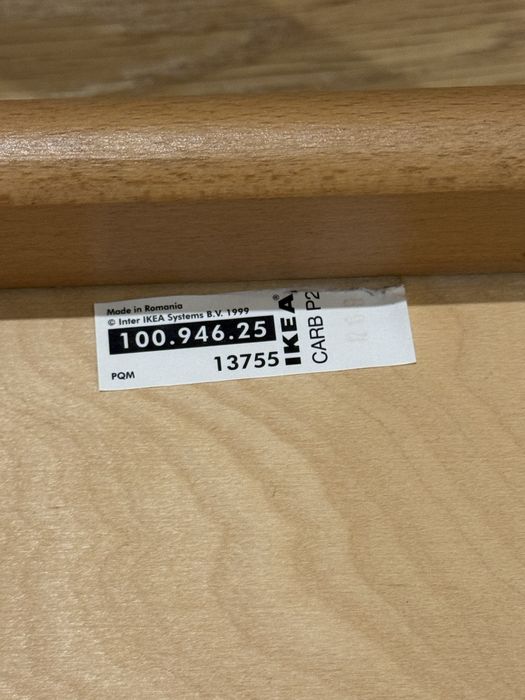 Made in Romania
© Inter IKEA Systems B.V. 1999
100.946.25
13755
PQM
IKEA®
CARB P2